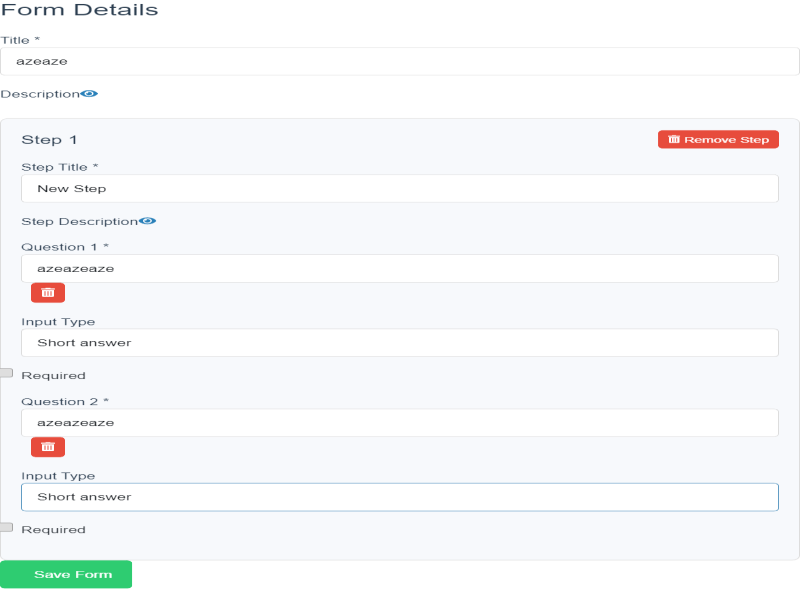 Form Details
Title *
azeaze
Description
Step 1
Remove Step
Step Title *
New Step
Step Description
Question 1 *
azeazeaze
Input Type
Short answer
Required
Question 2 *
azeazeaze
Input Type
Short answer
Required
Save Form